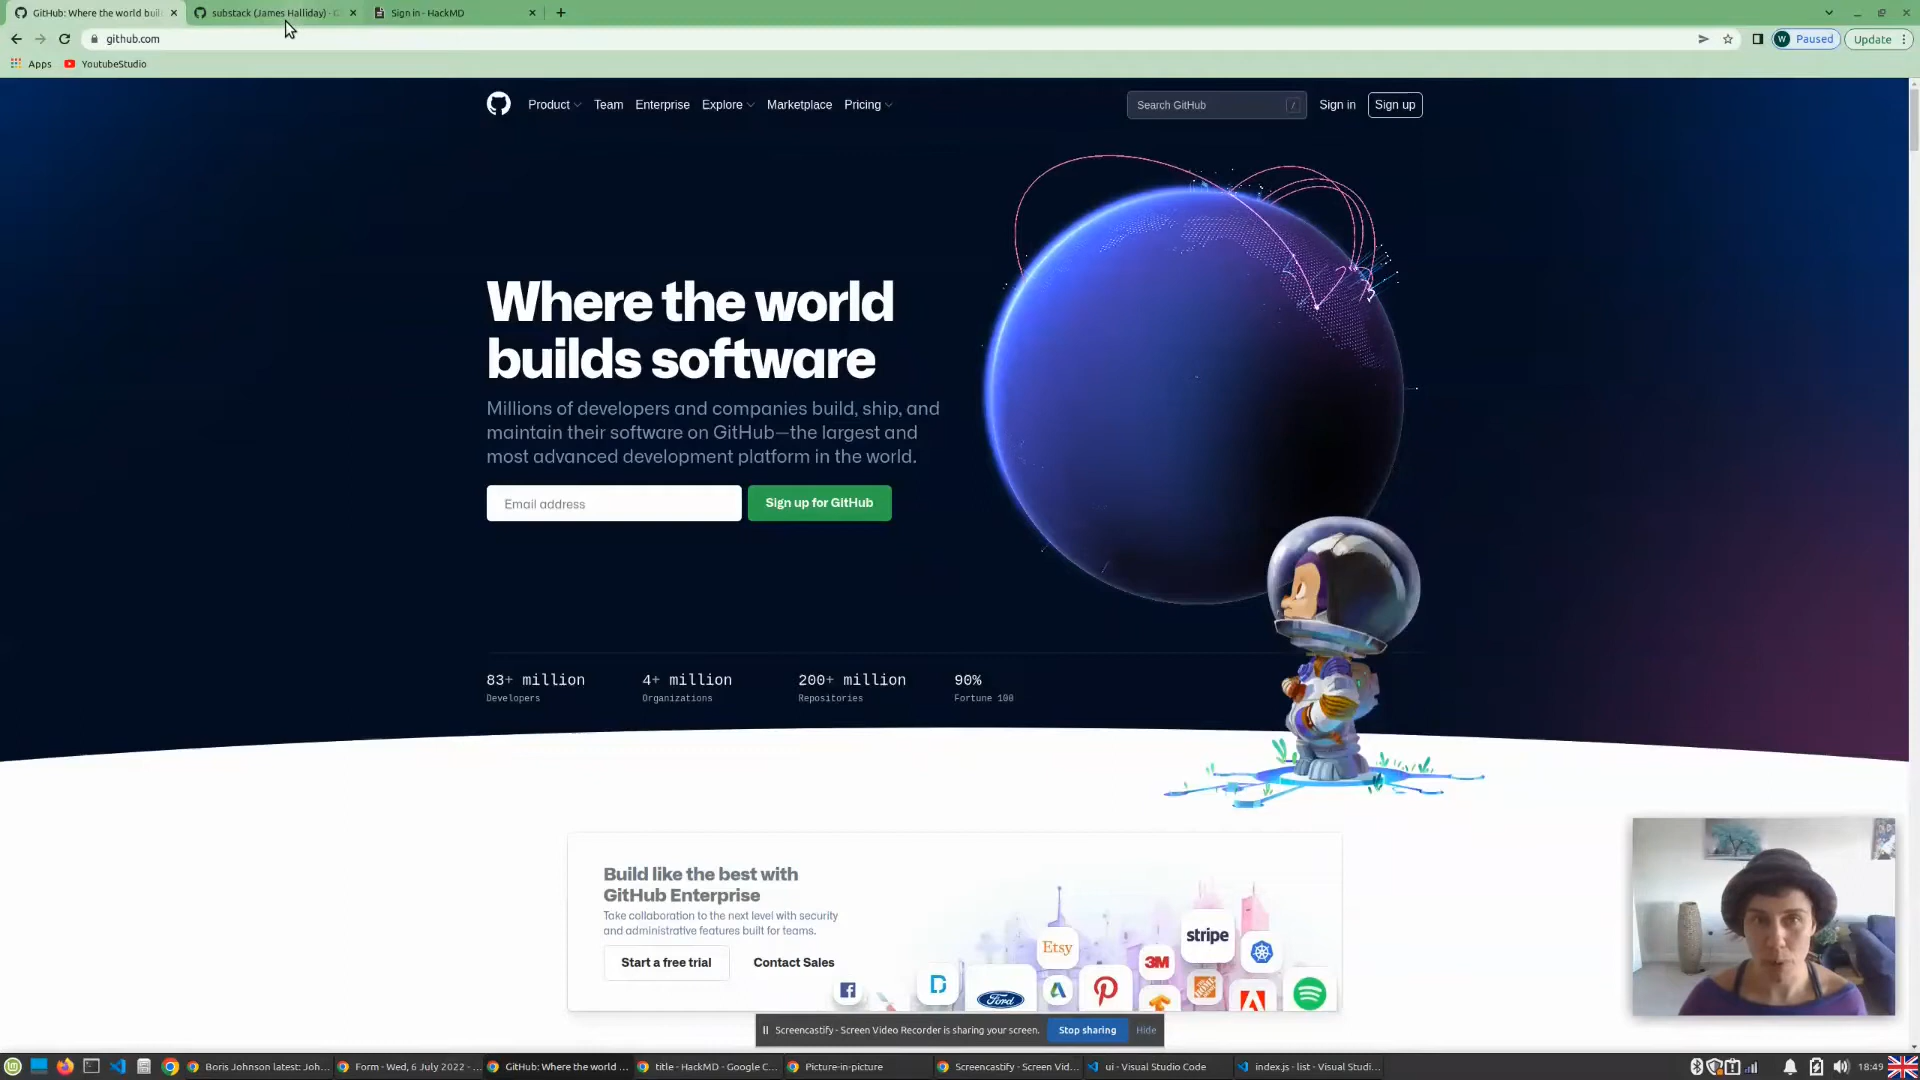 GitHub: Where the world buil
substack (James Halliday) · G
Sign in - HackMD
github.com
W Paused
Update
Apps
YoutubeStudio
Product
Team
Enterprise
Explore
Marketplace
Pricing
Search GitHub
/
Sign in
Sign up
Where the world
builds software
Millions of developers and companies build, ship, and
maintain their software on GitHub—the largest and
most advanced development platform in the world.
Email address
Sign up for GitHub
83+ million
Developers
4+ million
Organizations
200+ million
Repositories
90%
Fortune 100
Build like the best with
GitHub Enterprise
Take collaboration to the next level with security
and administrative features built for teams.
Start a free trial
Contact Sales
Etsy
stripe
3M
Ford
Screencastify - Screen Video Recorder is sharing your screen.
Stop sharing
Hide
Boris Johnson latest: Joh...
Form - Wed, 6 July 2022 - ...
GitHub: Where the world ...
title - HackMD - Google C...
Picture-in-picture
Screencastify - Screen Vid...
ui - Visual Studio Code
index.js - list - Visual Studi...
18:49